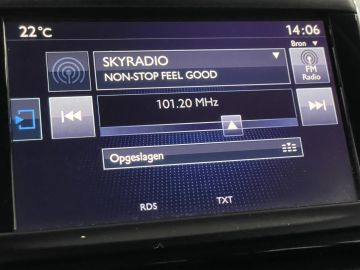 22°C
14:06
Bron ▼
SKYRADIO
NON-STOP FEEL GOOD
FM
Radio
101.20 MHz
Opgeslagen
RDS
TXT